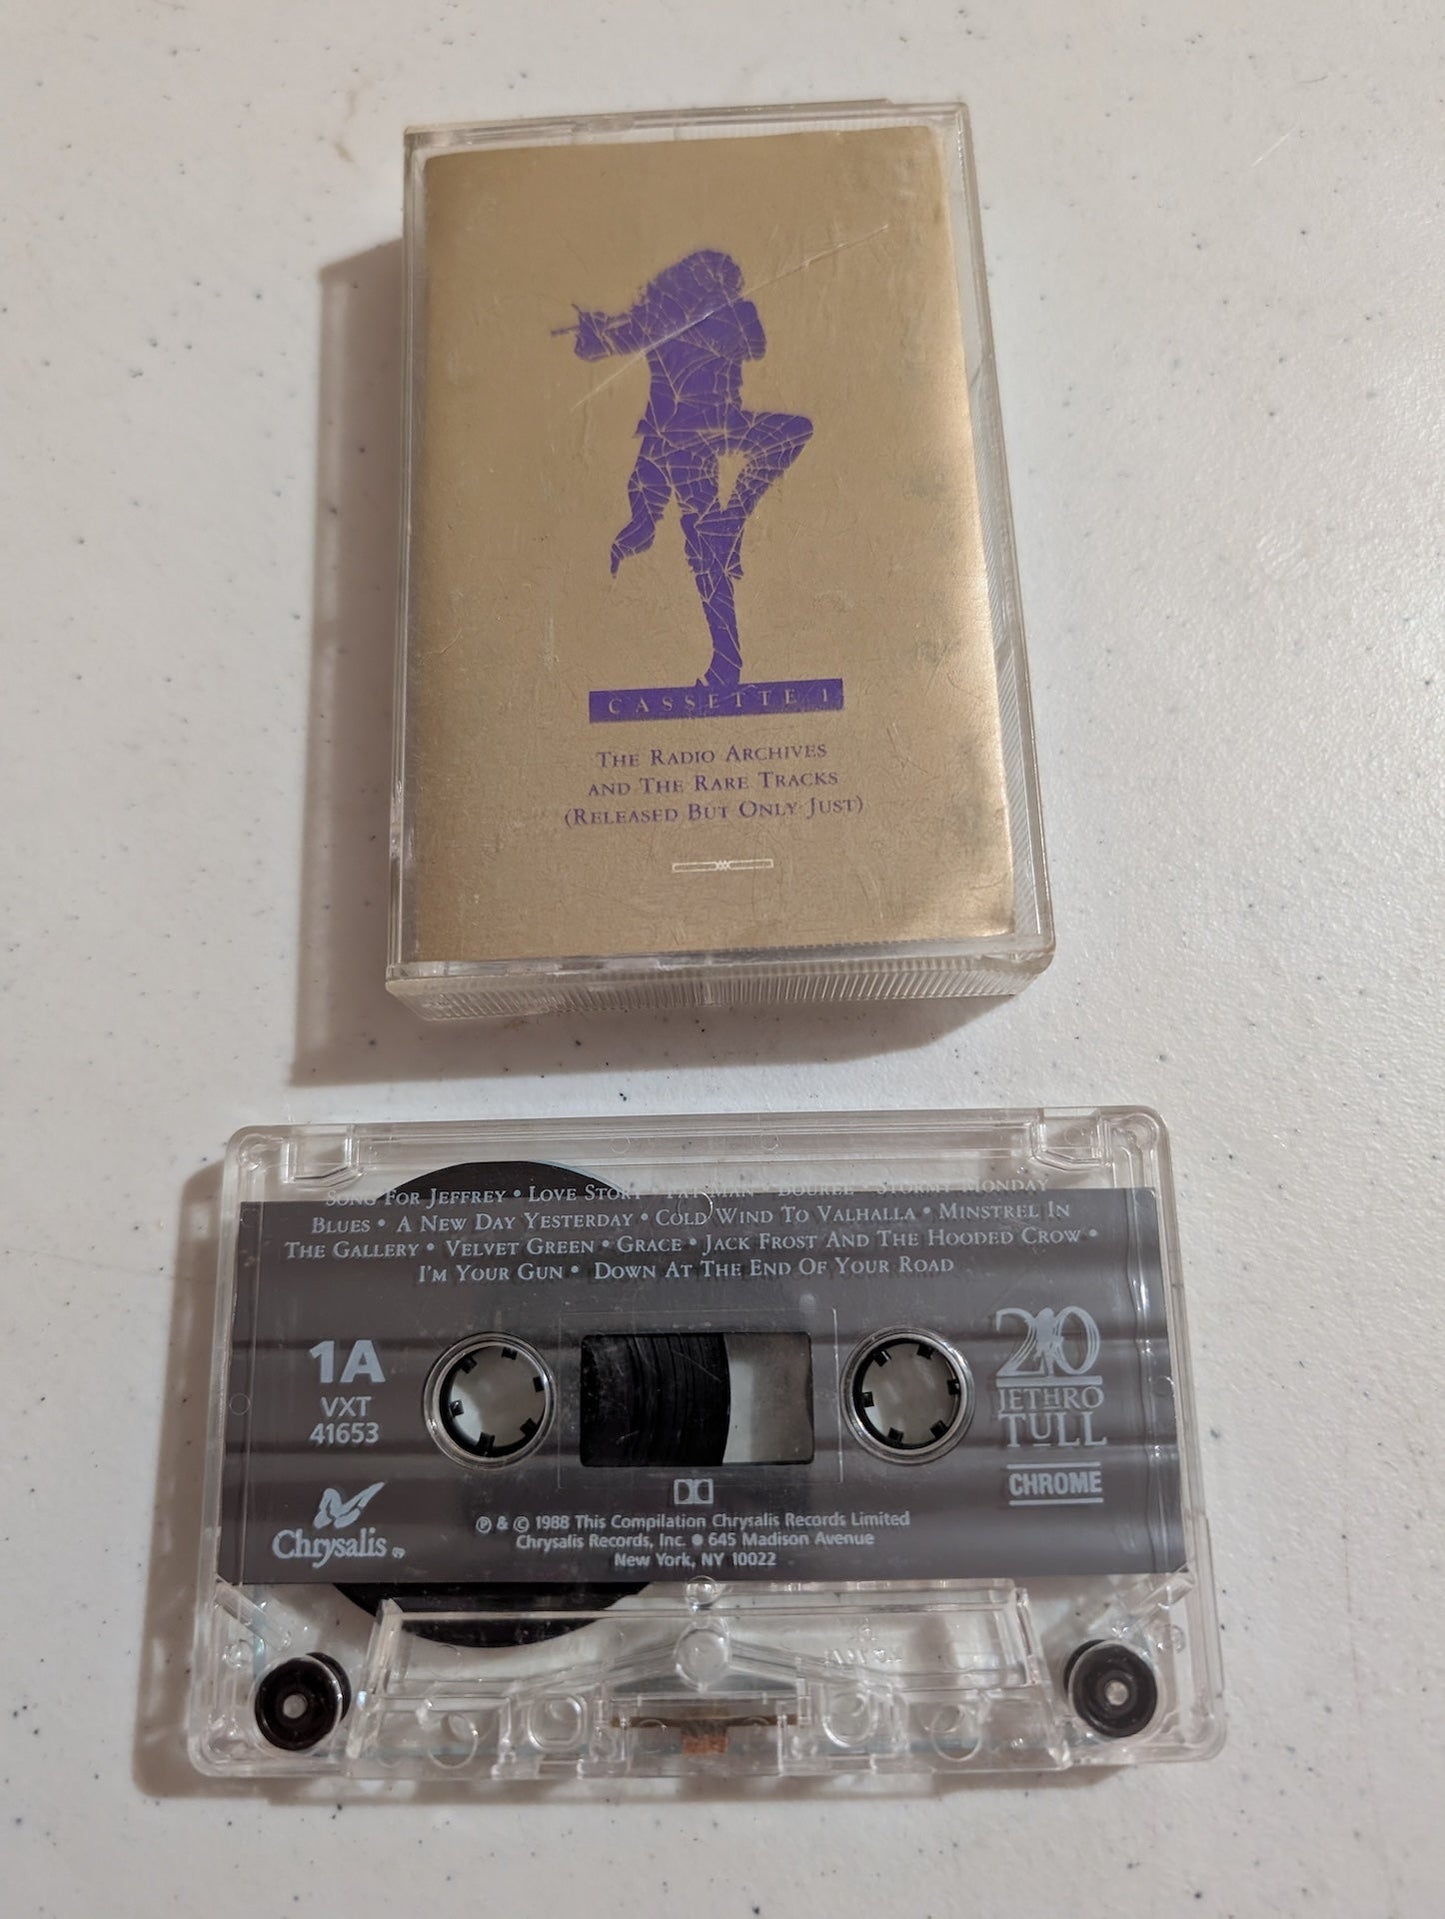 CASSETTE 1
THE RADIO ARCHIVES
AND THE RARE TRACKS
(RELEASED BUT ONLY JUST)
SONG FOR JEFFREY • LOVE STORY • FAT MAN • BOUREE • STORMY MONDAY
BLUES • A NEW DAY YESTERDAY • COLD WIND TO VALHALLA • MINSTREL IN
THE GALLERY • VELVET GREEN • GRACE • JACK FROST AND THE HOODED CROW •
I'M YOUR GUN • DOWN AT THE END OF YOUR ROAD
1A
VXT
41653
Chrysalis
20
JETHRO
TULL
CHROME
℗ & © 1988 This Compilation Chrysalis Records Limited
Chrysalis Records, Inc. • 645 Madison Avenue
New York, NY 10022